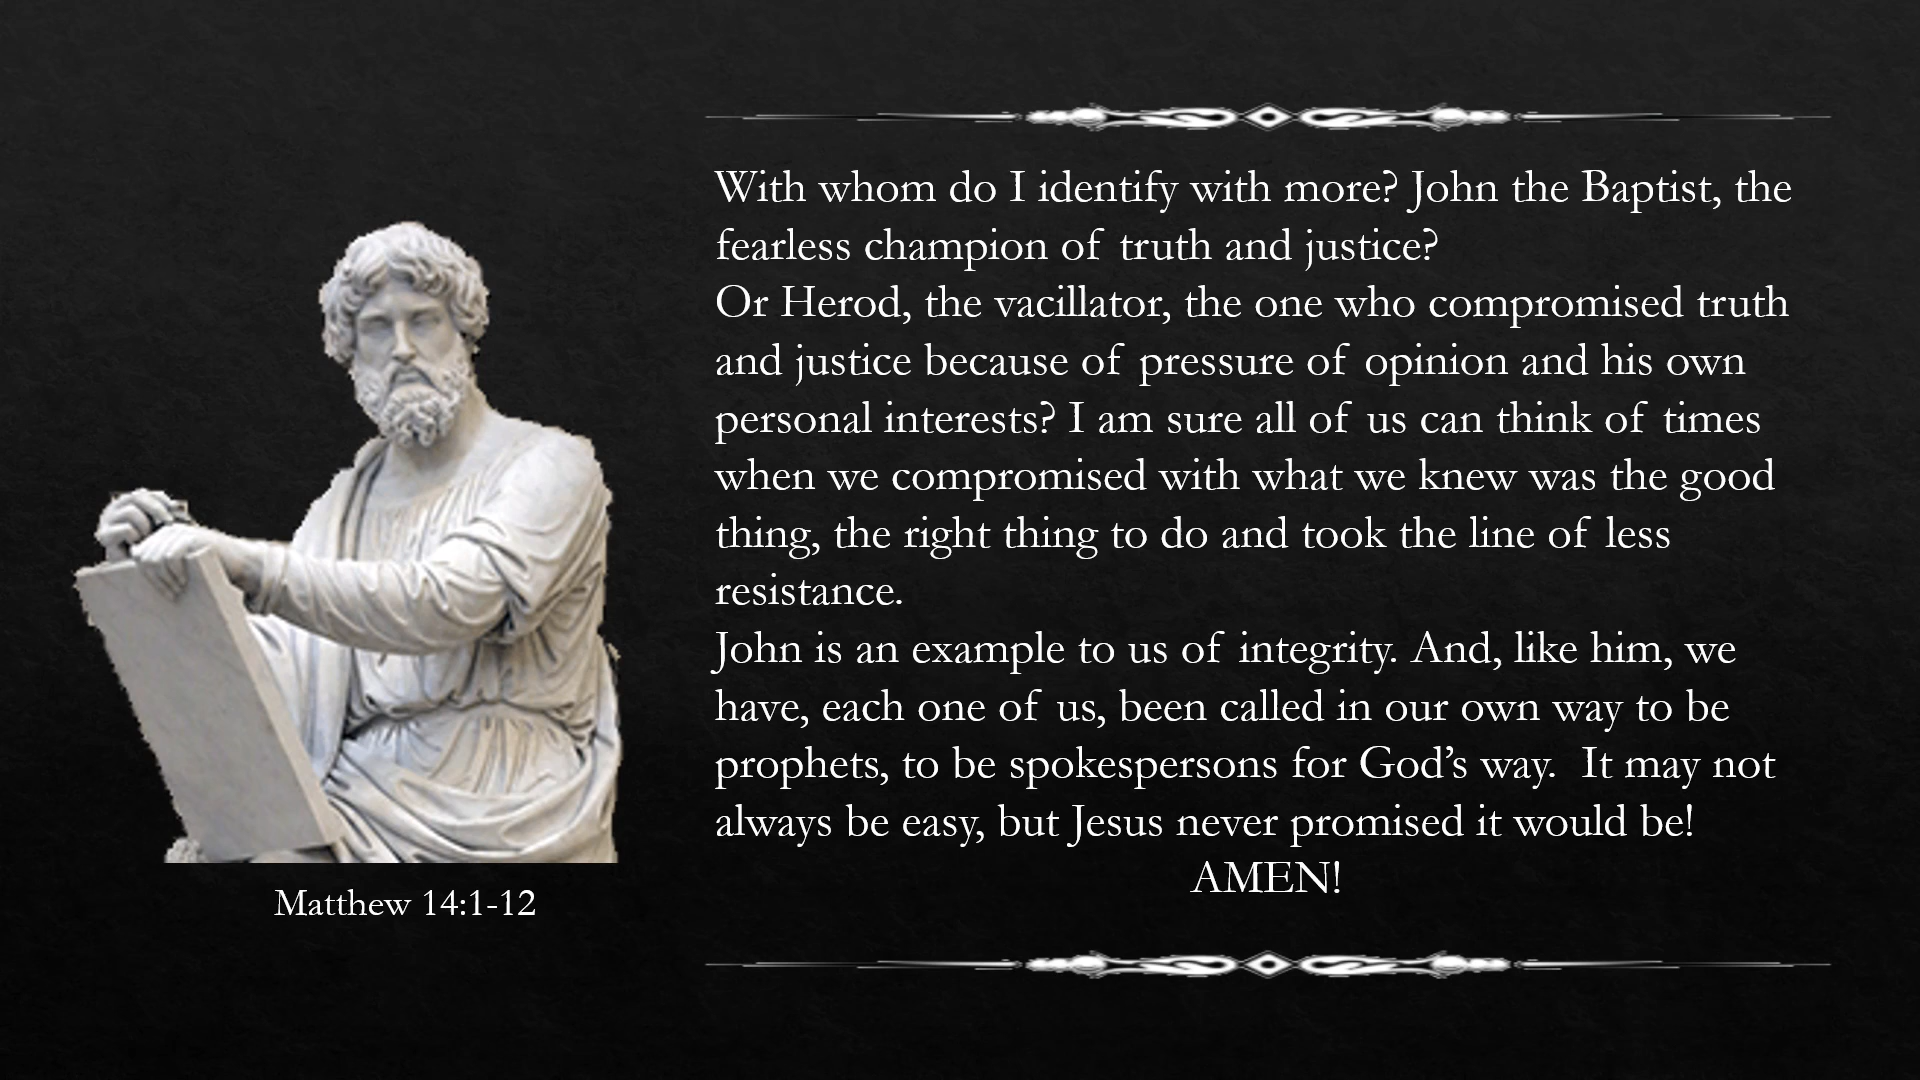 With whom do I identify with more? John the Baptist, the
fearless champion of truth and justice?
Or Herod, the vacillator, the one who compromised truth
and justice because of pressure of opinion and his own
personal interests? I am sure all of us can think of times
when we compromised with what we knew was the good
thing, the right thing to do and took the line of less
resistance.
John is an example to us of integrity. And, like him, we
have, each one of us, been called in our own way to be
prophets, to be spokespersons for God’s way.  It may not
always be easy, but Jesus never promised it would be!
AMEN!
Matthew 14:1-12